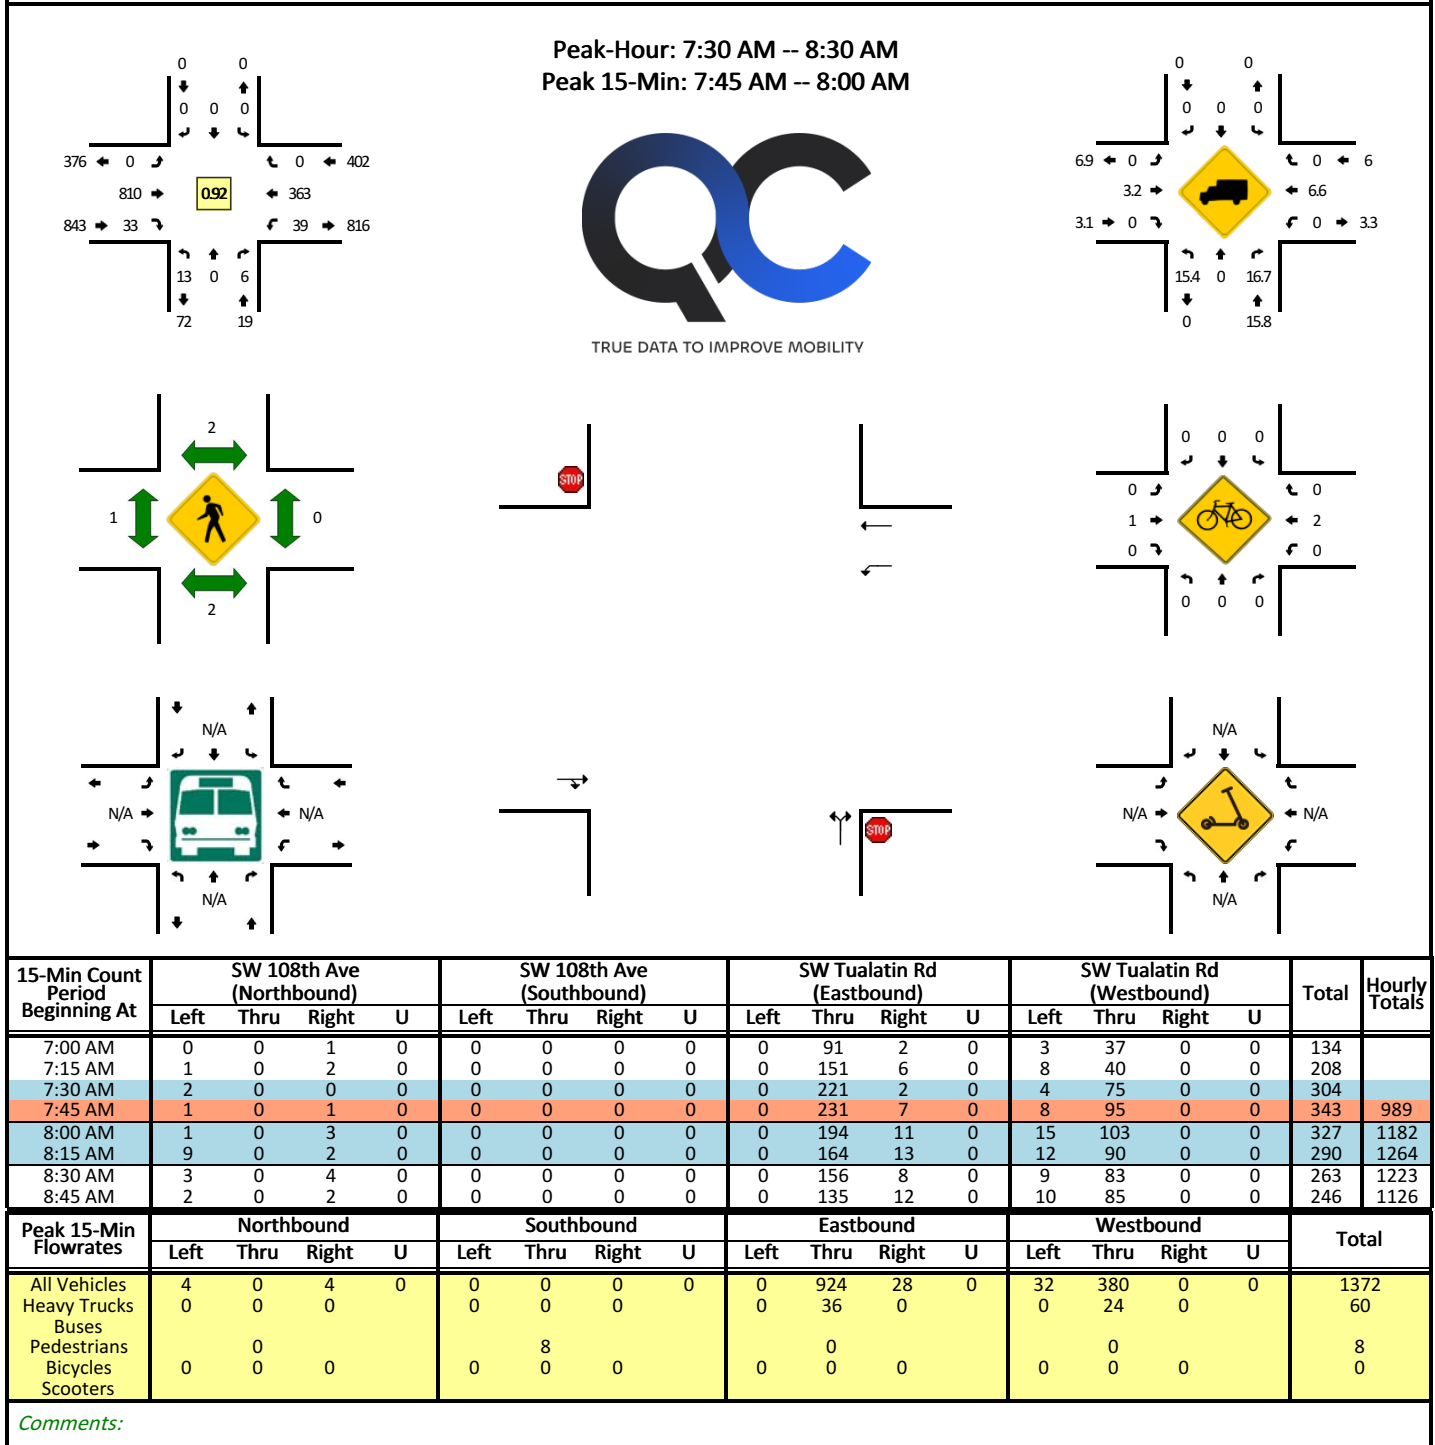 Peak-Hour: 7:30 AM -- 8:30 AM
Peak 15-Min: 7:45 AM -- 8:00 AM
0 0
0 0 0
376 0 0 402
810 0.92 363
843 33 39 816
13 0 6
72 19
TRUE DATA TO IMPROVE MOBILITY
0 0
0 0 0
6.9 0 0 6
3.2 6.6
3.1 0 0 3.3
15.4 0 16.7
0 15.8
2
1 0
2
STOP
0 0 0
0 0
1 2
0 0
0 0 0
N/A
N/A N/A
N/A
STOP
N/A
N/A N/A
N/A
15-Min Count Period Beginning At SW 108th Ave (Northbound) SW 108th Ave (Southbound) SW Tualatin Rd (Eastbound) SW Tualatin Rd (Westbound) Total Hourly Totals
Left Thru Right U Left Thru Right U Left Thru Right U Left Thru Right U
7:00 AM 0 0 1 0 0 0 0 0 0 91 2 0 3 37 0 0 134
7:15 AM 1 0 2 0 0 0 0 0 0 151 6 0 8 40 0 0 208
7:30 AM 2 0 0 0 0 0 0 0 0 221 2 0 4 75 0 0 304
7:45 AM 1 0 1 0 0 0 0 0 0 231 7 0 8 95 0 0 343 989
8:00 AM 1 0 3 0 0 0 0 0 0 194 11 0 15 103 0 0 327 1182
8:15 AM 9 0 2 0 0 0 0 0 0 164 13 0 12 90 0 0 290 1264
8:30 AM 3 0 4 0 0 0 0 0 0 156 8 0 9 83 0 0 263 1223
8:45 AM 2 0 2 0 0 0 0 0 0 135 12 0 10 85 0 0 246 1126
Peak 15-Min Flowrates Northbound Southbound Eastbound Westbound Total
Left Thru Right U Left Thru Right U Left Thru Right U Left Thru Right U
All Vehicles 4 0 4 0 0 0 0 0 0 924 28 0 32 380 0 0 1372
Heavy Trucks 0 0 0 0 0 0 0 36 0 0 24 0 60
Buses
Pedestrians 0 8 0 0 8
Bicycles 0 0 0 0 0 0 0 0 0 0 0 0 0
Scooters
Comments: